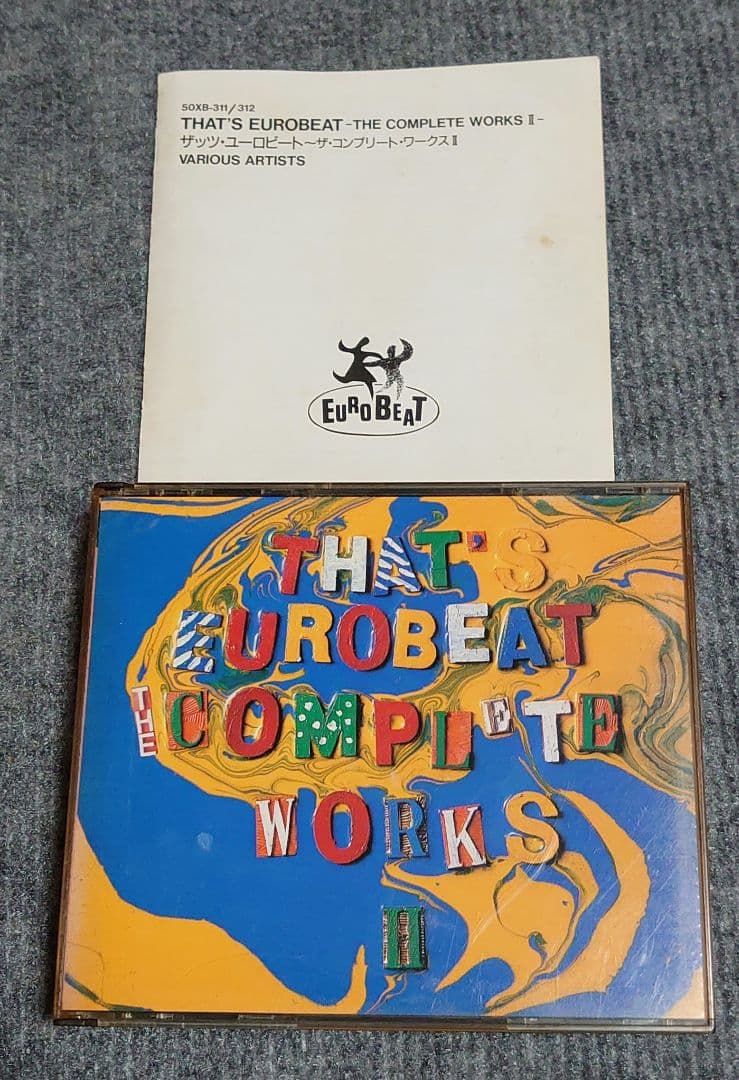 50XB-311/312
THAT'S EUROBEAT -THE COMPLETE WORKS Ⅱ-
ザッツ・ユーロビート〜ザ・コンプリート・ワークスⅡ
VARIOUS ARTISTS
EUROBEAT
THAT'S
EUROBEAT
THE COMPLETE
WORKS
II